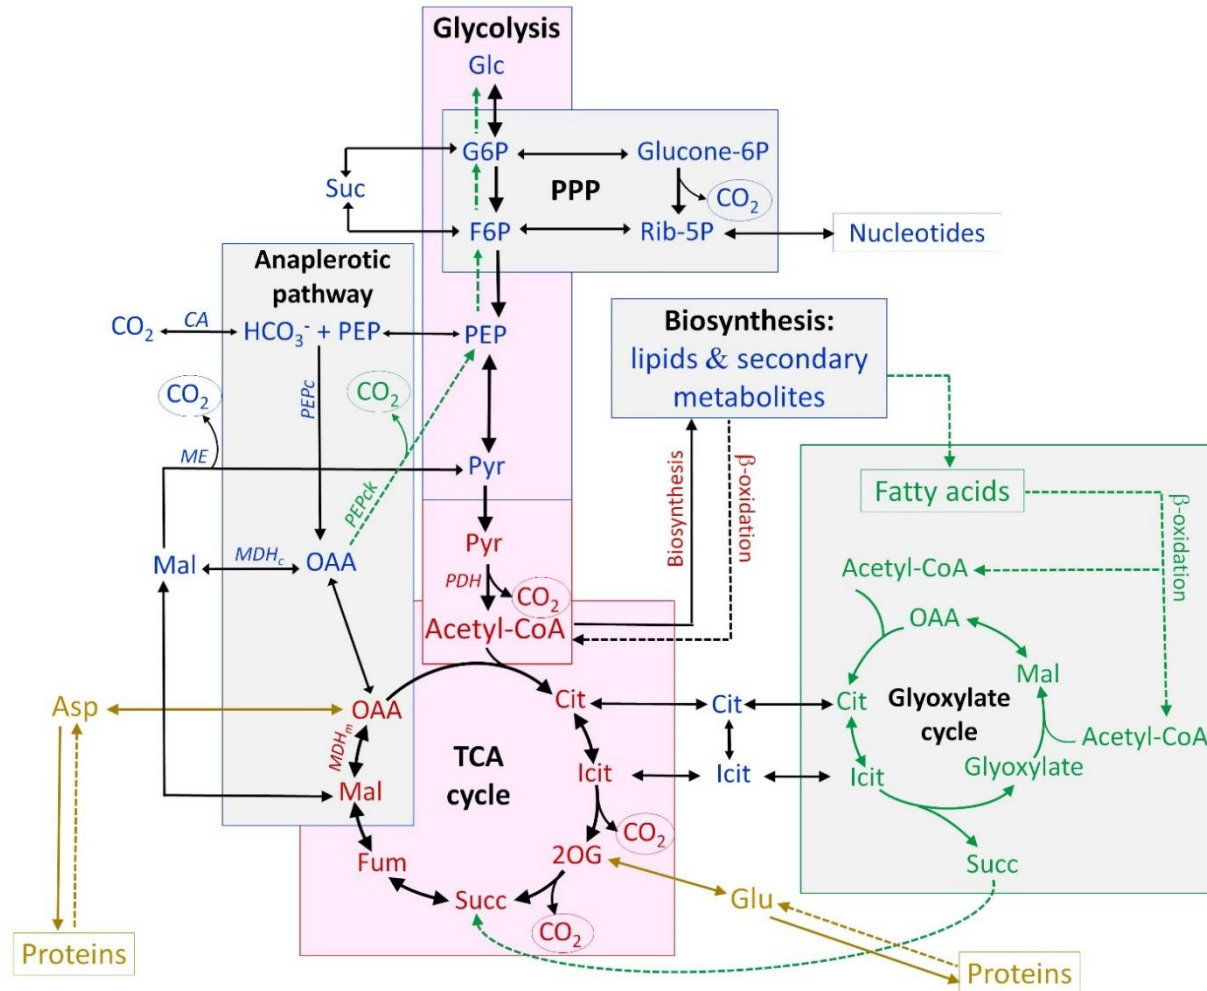 Glycolysis
Glc
G6P
Glucone-6P
Suc
PPP
CO₂
F6P
Rib-5P
Nucleotides
Anaplerotic
pathway
CO₂
CA
HCO₃⁻ + PEP
PEP
Biosynthesis:
lipids & secondary
metabolites
CO₂
PEPc
CO₂
ME
Pyr
PEPck
Biosynthesis
β-oxidation
Fatty acids
β-oxidation
Mal
MDHc
OAA
Pyr
PDH
CO₂
Acetyl-CoA
Acetyl-CoA
OAA
Mal
Asp
OAA
Cit
Cit
Cit
Glyoxylate
cycle
Acetyl-CoA
MDHm
TCA
cycle
Mal
Icit
Icit
Icit
Glyoxylate
CO₂
Fum
2OG
Succ
Succ
CO₂
Glu
Proteins
Proteins